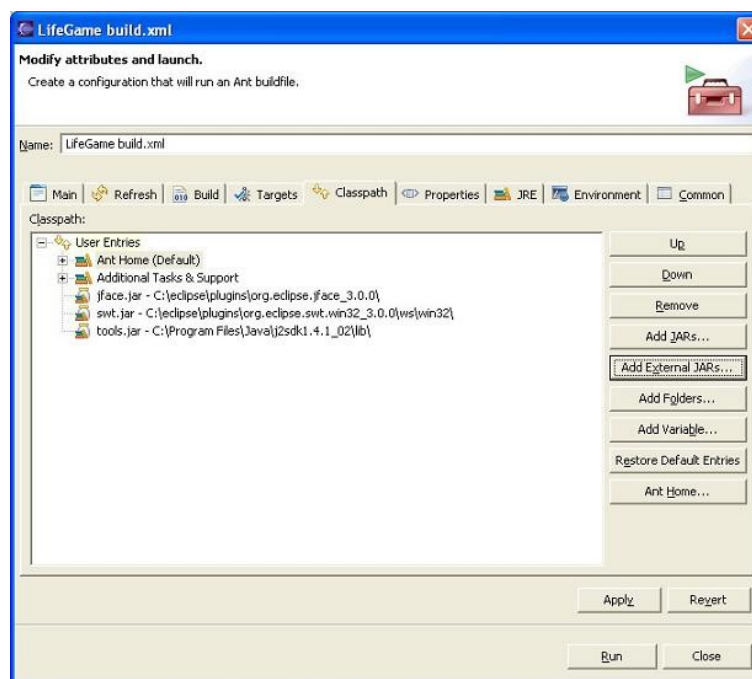 LifeGame build.xml
Modify attributes and launch.
Create a configuration that will run an Ant buildfile.
Name: LifeGame build.xml
Main Refresh Build Targets Classpath Properties JRE Environment Common
Classpath:
User Entries
Ant Home (Default)
Additional Tasks & Support
jface.jar - C:\eclipse\plugins\org.eclipse.jface_3.0.0\
swt.jar - C:\eclipse\plugins\org.eclipse.swt.win32_3.0.0\ws\win32\
tools.jar - C:\Program Files\Java\j2sdk1.4.1_02\lib\
Up
Down
Remove
Add JARs...
Add External JARs...
Add Folders...
Add Variable...
Restore Default Entries
Ant Home...
Apply Revert
Run Close